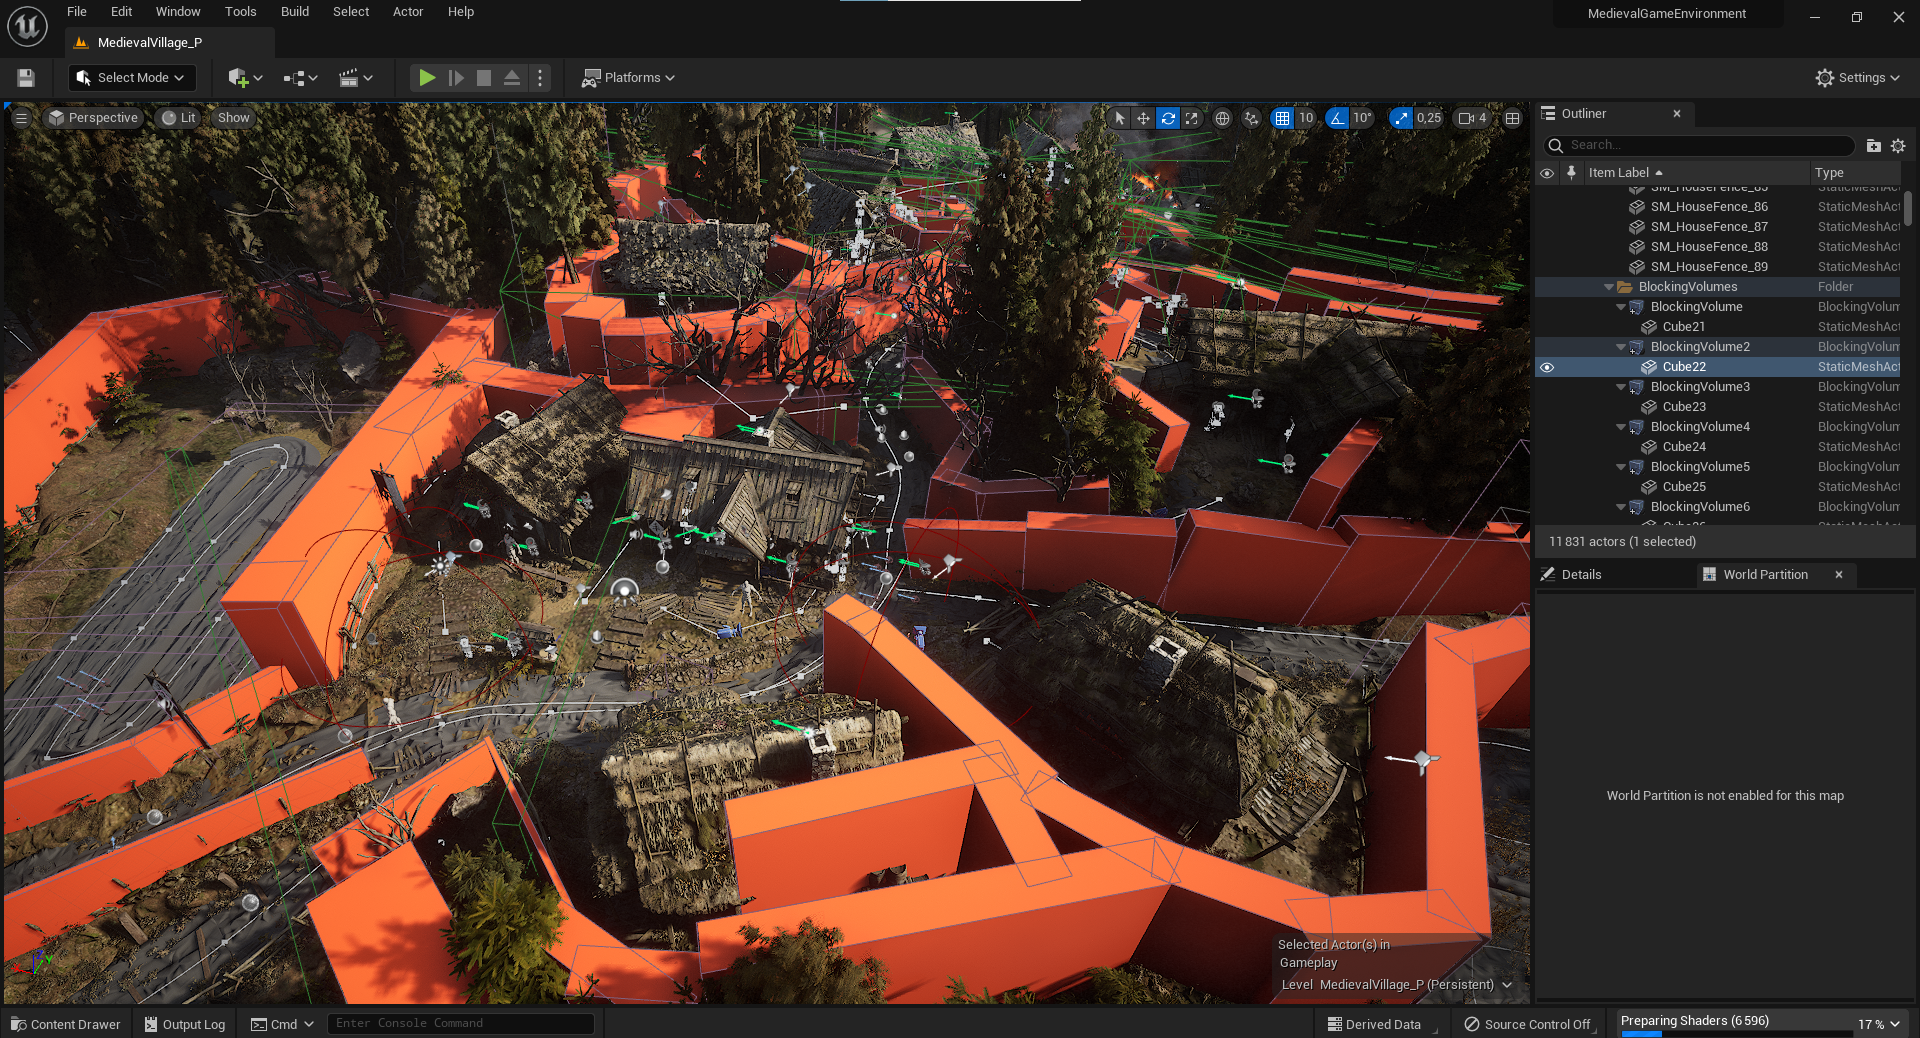 File Edit Window Tools Build Select Actor Help
MedievalGameEnvironment
MedievalVillage_P
Select Mode
Platforms
Settings
Perspective Lit Show
10 10° 0,25 4
Outliner
Search...
Item Label Type
SM_HouseFence_85 StaticMeshAct
SM_HouseFence_86 StaticMeshAct
SM_HouseFence_87 StaticMeshAct
SM_HouseFence_88 StaticMeshAct
SM_HouseFence_89 StaticMeshAct
BlockingVolumes Folder
BlockingVolume BlockingVolum
Cube21 StaticMeshAct
BlockingVolume2 BlockingVolum
Cube22 StaticMeshAct
BlockingVolume3 BlockingVolum
Cube23 StaticMeshAct
BlockingVolume4 BlockingVolum
Cube24 StaticMeshAct
BlockingVolume5 BlockingVolum
Cube25 StaticMeshAct
BlockingVolume6 BlockingVolum
Cube26 StaticMeshAct
11 831 actors (1 selected)
Details World Partition
World Partition is not enabled for this map
Selected Actor(s) in
Gameplay
Level MedievalVillage_P (Persistent)
Content Drawer Output Log Cmd Enter Console Command
Derived Data Source Control Off Preparing Shaders (6 596) 17 %